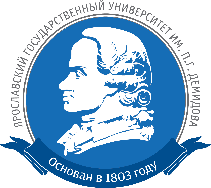 ЯРОСЛАВСКИЙ ГОСУДАРСТВЕННЫЙ УНИВЕРСИТЕТ ИМ. П.Г. ДЕМИДОВА
Основан в 1803 году